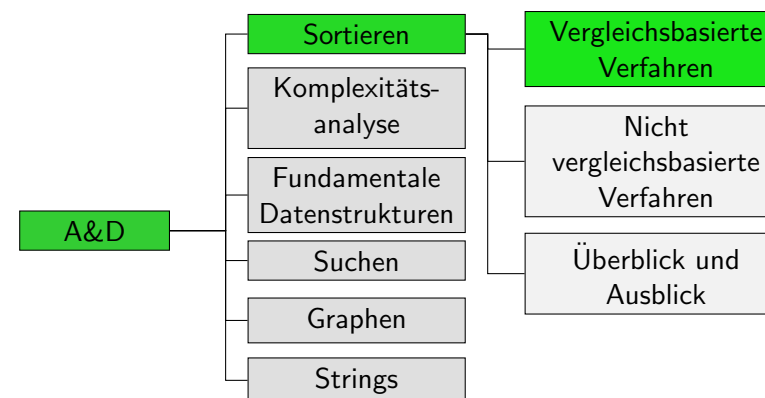 A&D
Sortieren
Komplexitäts-
analyse
Fundamentale
Datenstrukturen
Suchen
Graphen
Strings
Vergleichsbasierte
Verfahren
Nicht
vergleichsbasierte
Verfahren
Überblick und
Ausblick